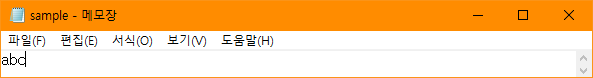 sample - 메모장
파일(F) 편집(E) 서식(O) 보기(V) 도움말(H)
abc